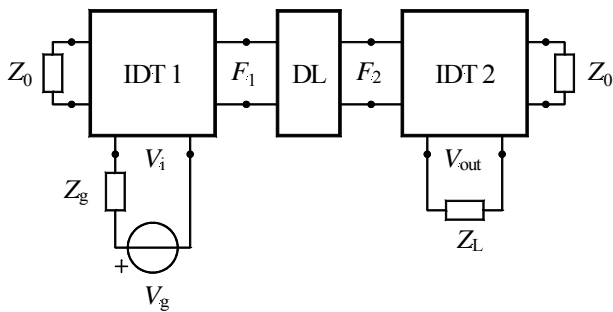 Z₀ IDT 1 F₁ DL F₂ IDT 2 Z₀
Vᵢ Vout
Zg
ZL
+
Vg